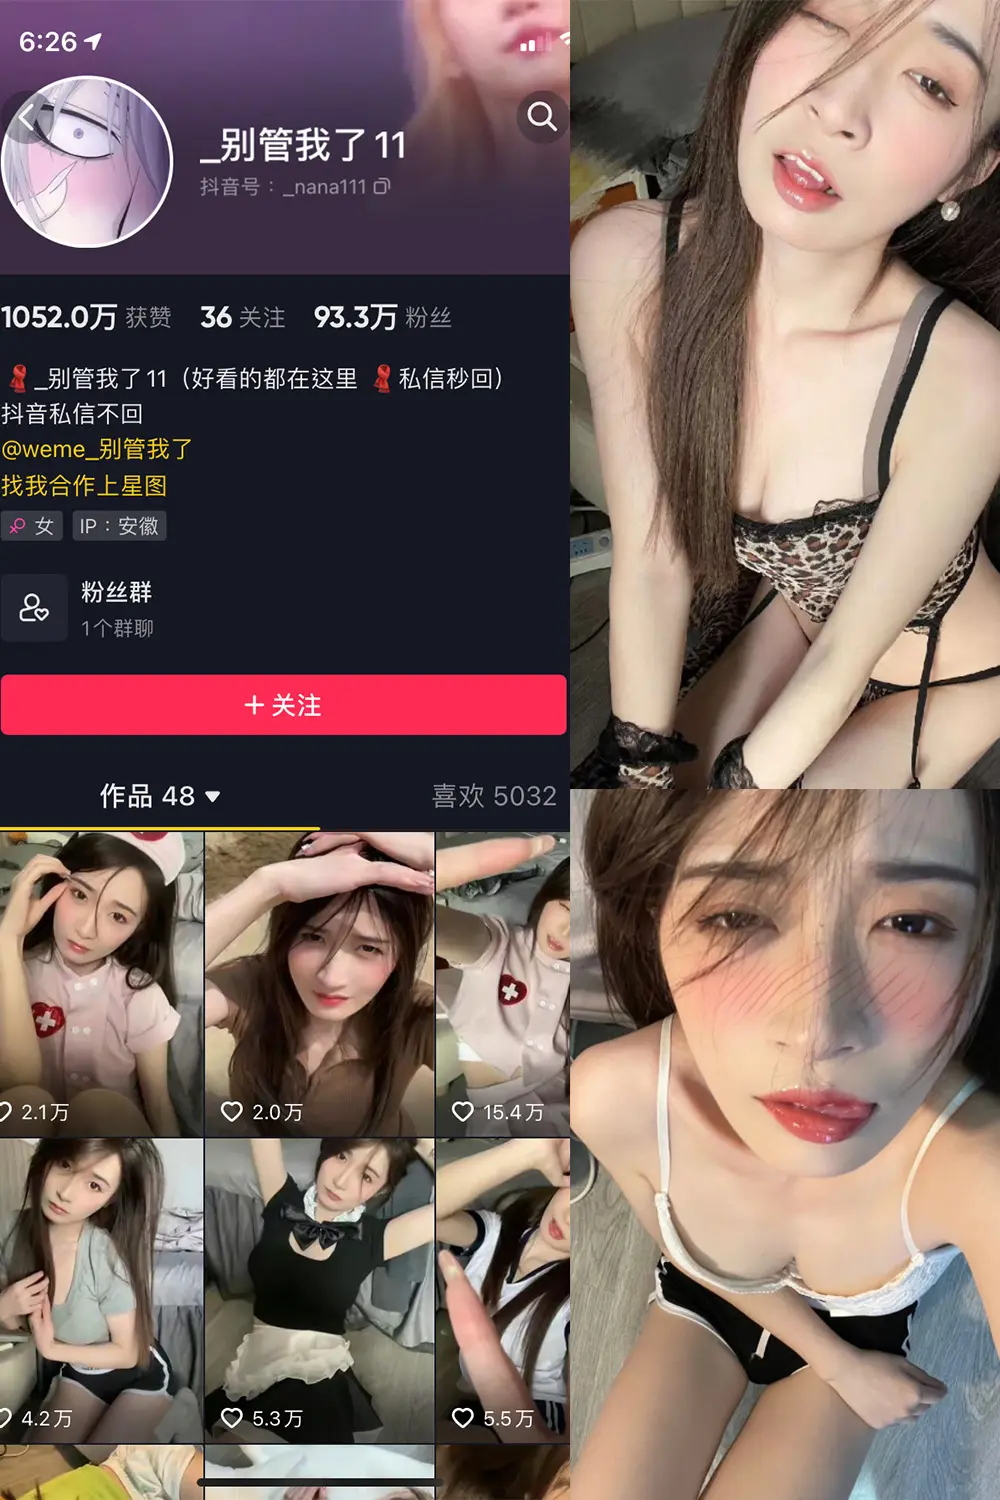 6:26
_别管我了 11
抖音号：_nana111
1052.0万 获赞 36 关注 93.3万 粉丝
_别管我了 11（好看的都在这里 私信秒回）
抖音私信不回
@weme_别管我了
找我合作上星图
女 IP：安徽
粉丝群
1个群聊
+ 关注
作品 48 喜欢 5032
2.1万 2.0万 15.4万
4.2万 5.3万 5.5万